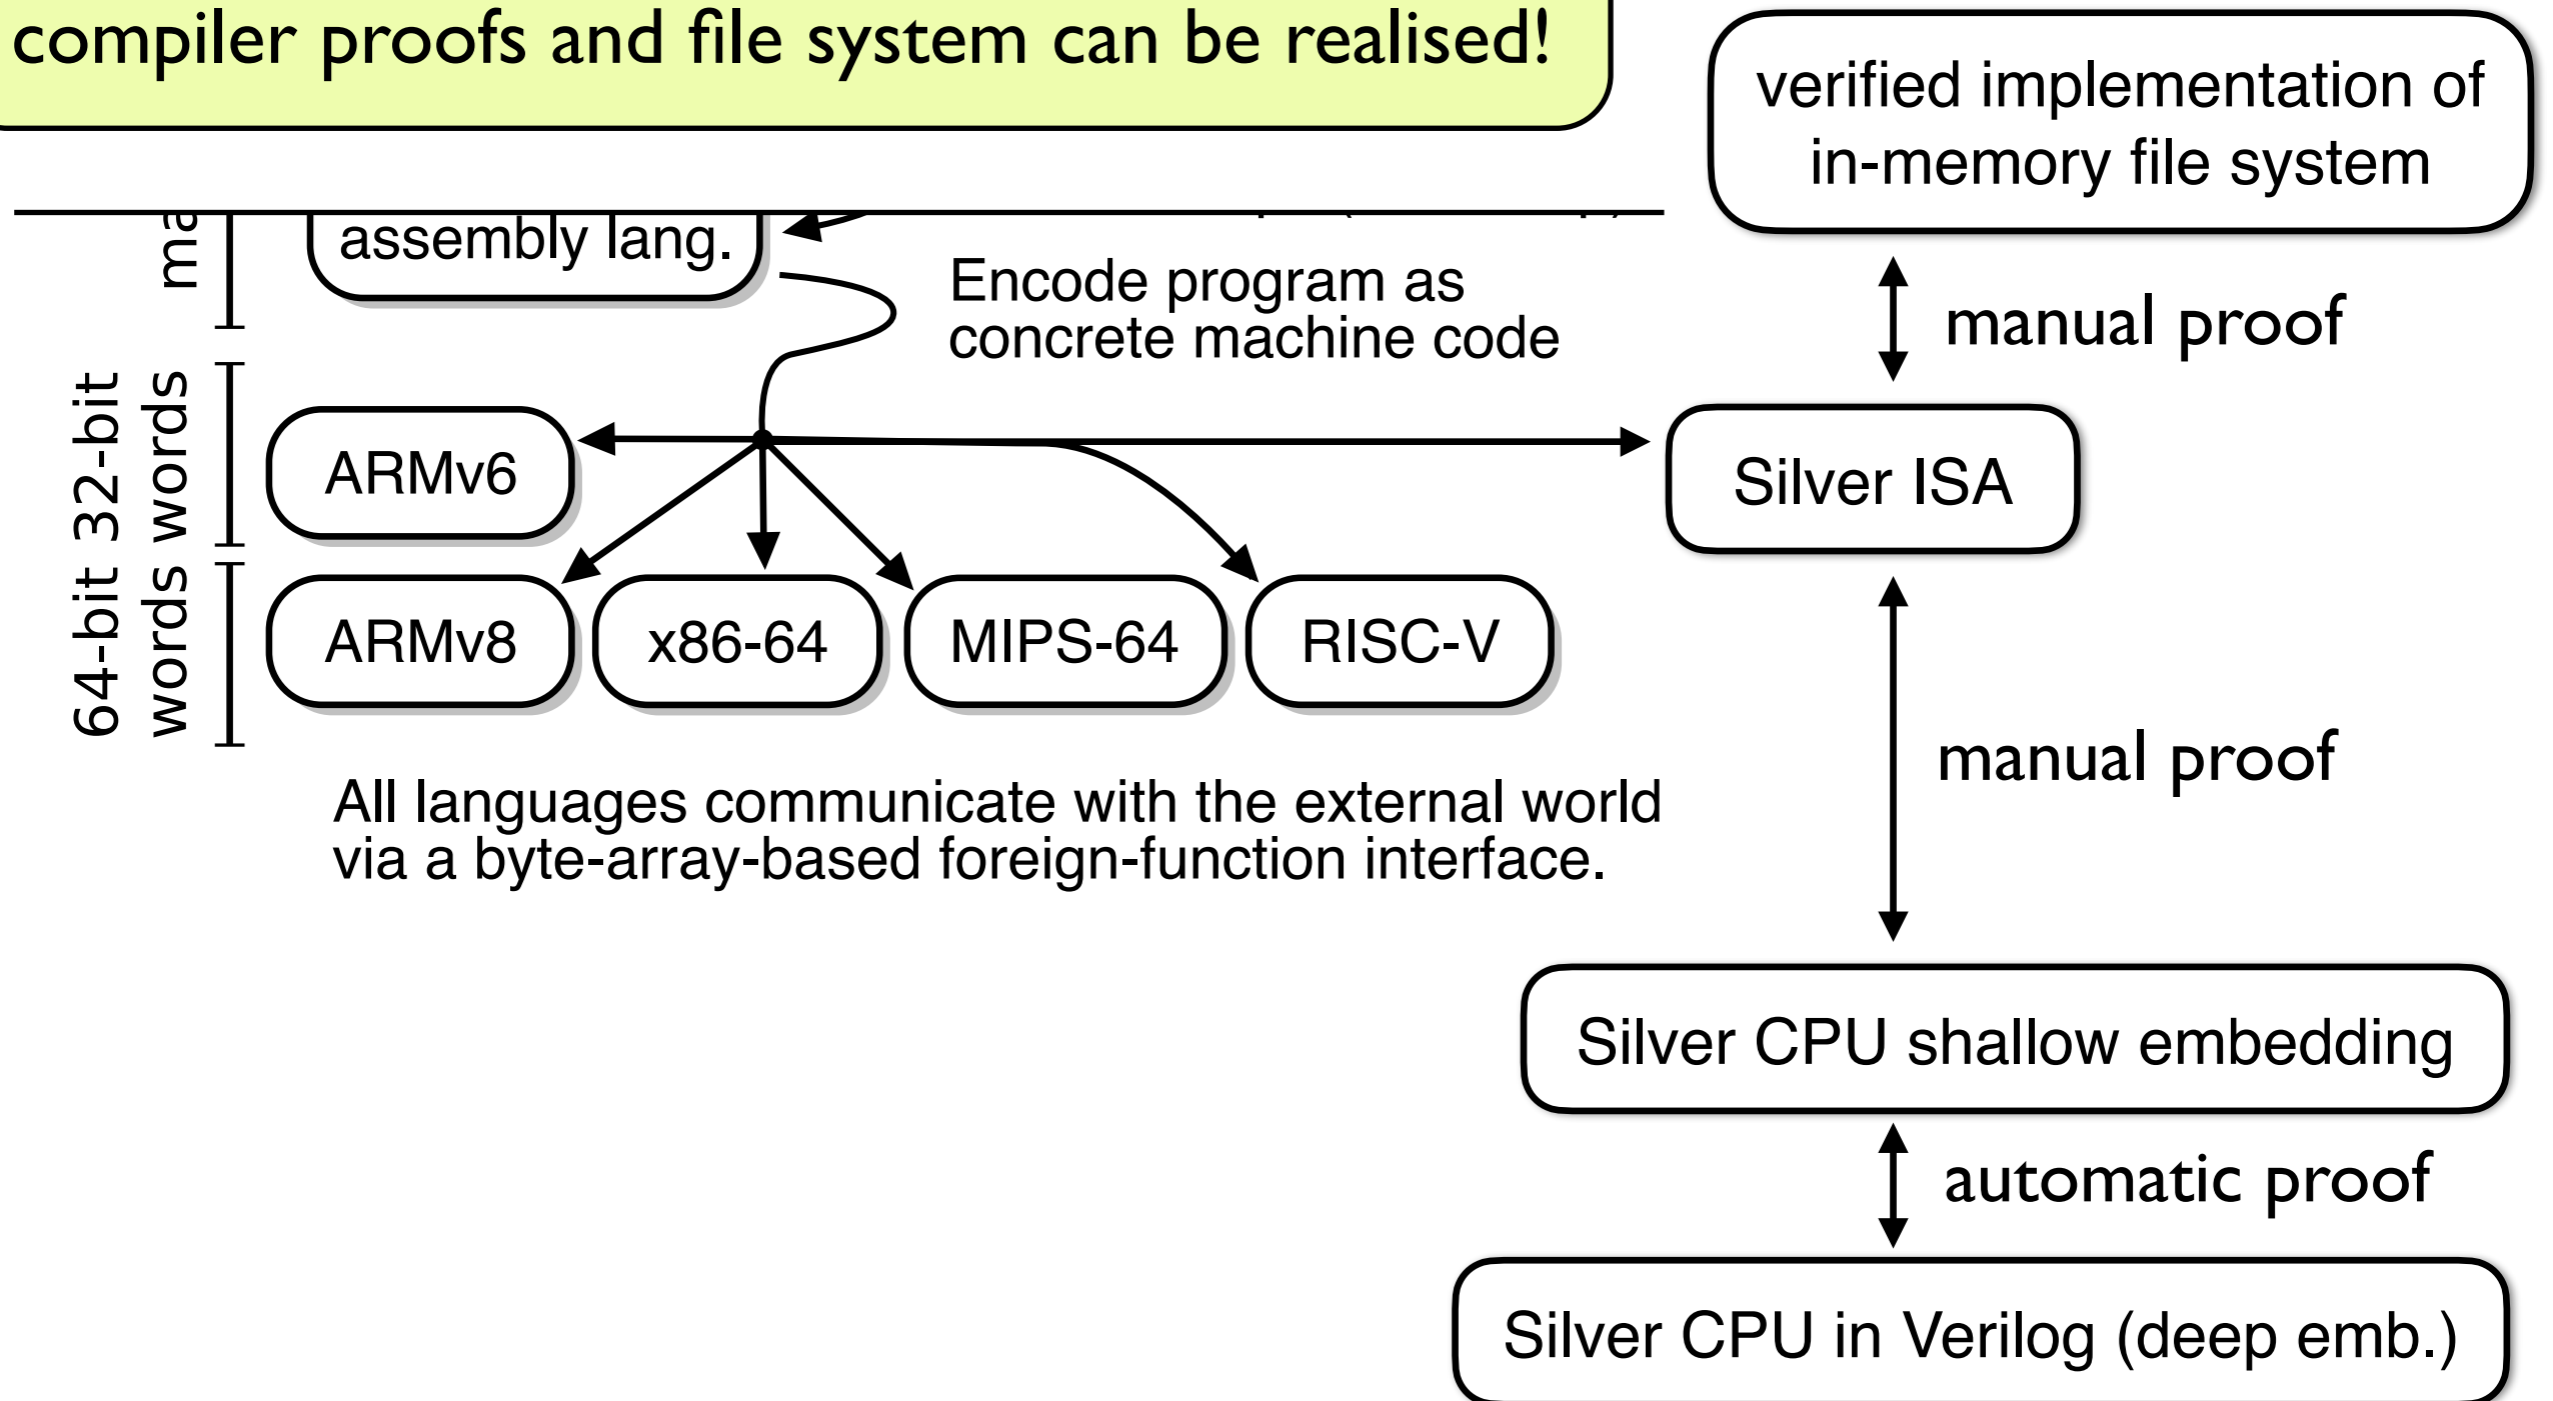 compiler proofs and file system can be realised!
verified implementation of
in-memory file system
assembly lang.
Encode program as
concrete machine code
manual proof
32-bit
words
ARMv6
Silver ISA
64-bit
words
ARMv8
x86-64
MIPS-64
RISC-V
manual proof
All languages communicate with the external world
via a byte-array-based foreign-function interface.
Silver CPU shallow embedding
automatic proof
Silver CPU in Verilog (deep emb.)